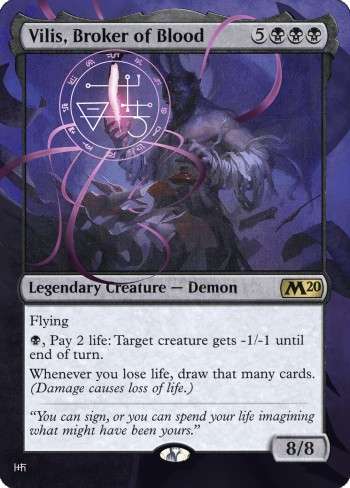 Vilis, Broker of Blood 5
Legendary Creature — Demon M20
Flying
, Pay 2 life: Target creature gets -1/-1 until
end of turn.
Whenever you lose life, draw that many cards.
(Damage causes loss of life.)
“You can sign, or you can spend your life imagining
what might have been yours.”
8/8